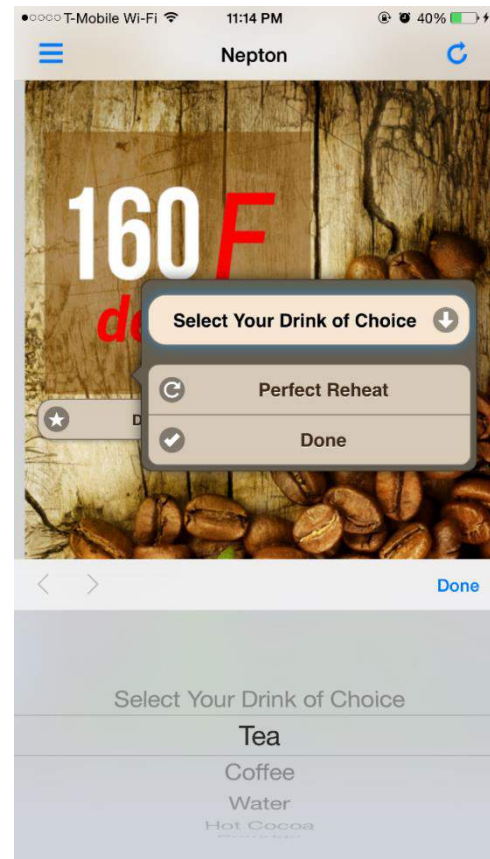 T-Mobile Wi-Fi 11:14 PM 40%
Nepton
160 F
de
Select Your Drink of Choice
Perfect Reheat
D
Done
Done
Select Your Drink of Choice
Tea
Coffee
Water
Hot Cocoa